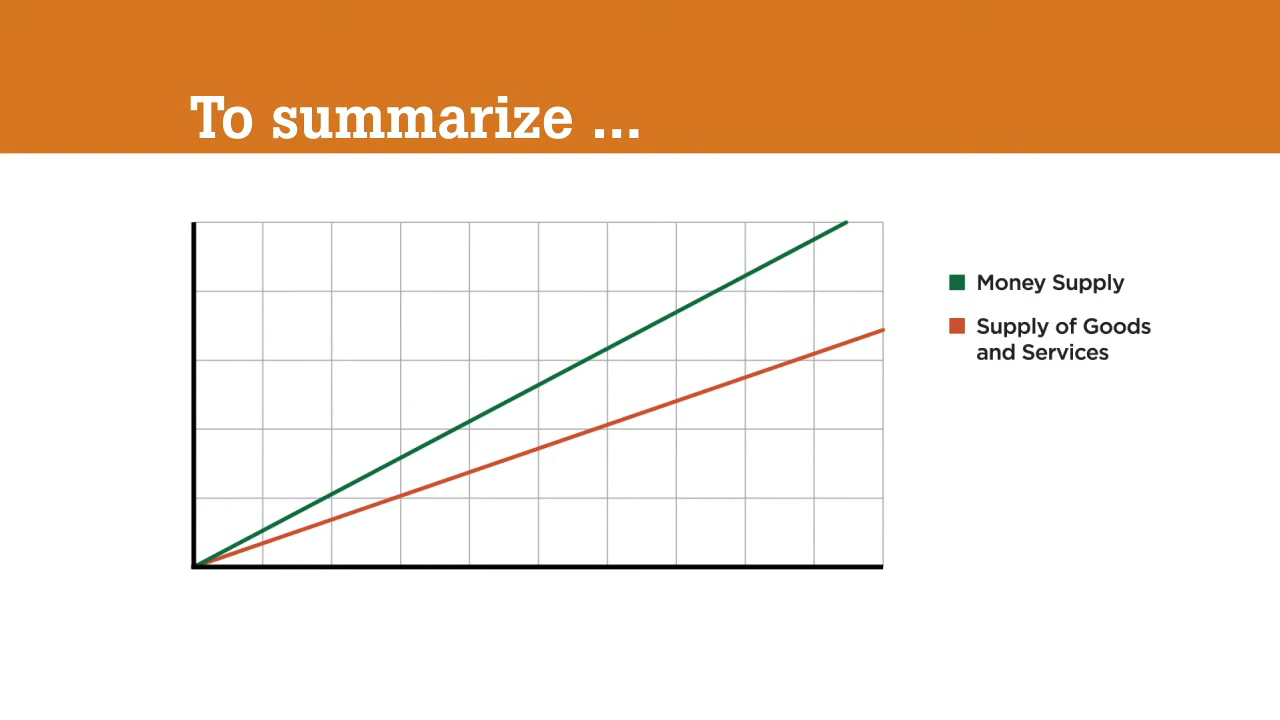 To summarize ...
Money Supply
Supply of Goods
and Services